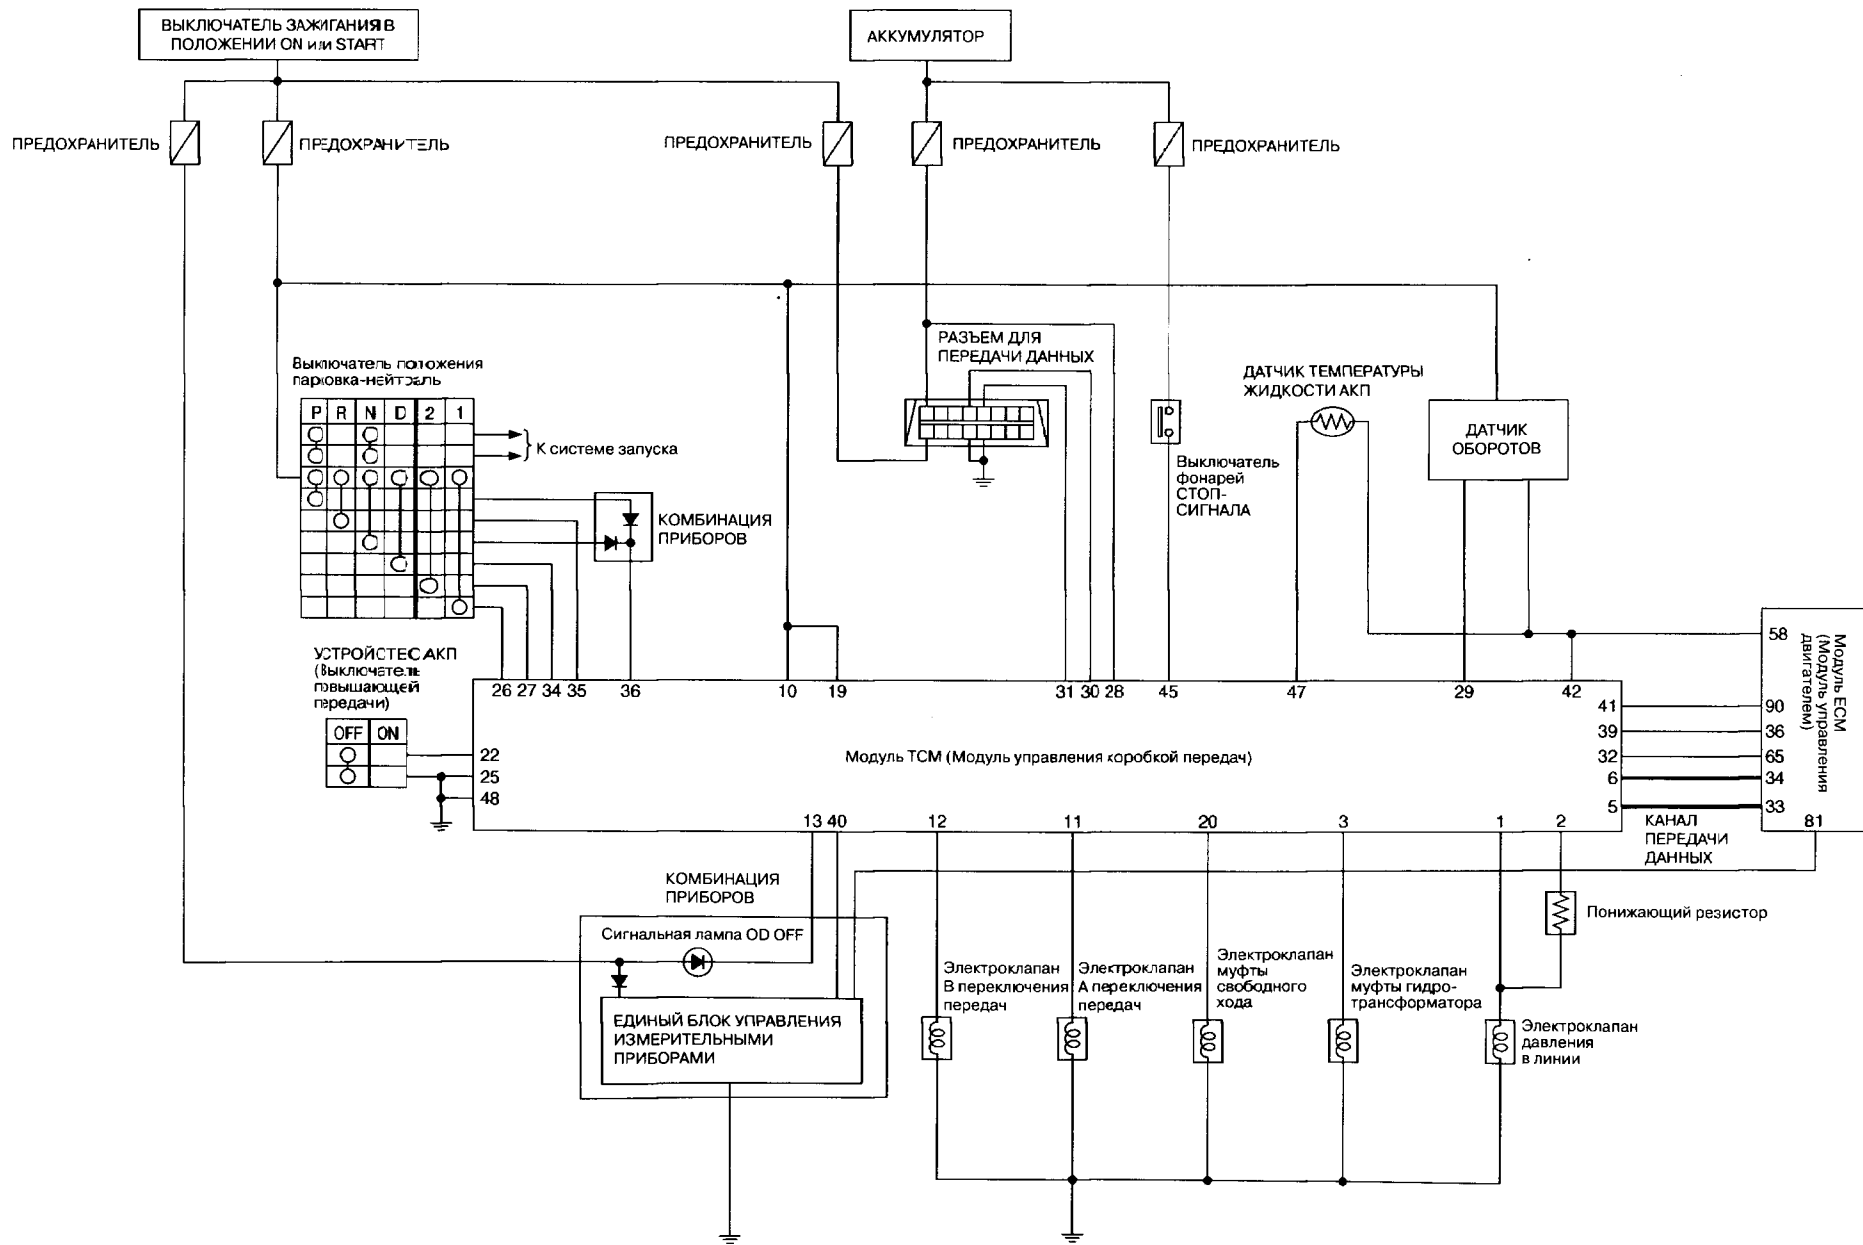 ВЫКЛЮЧАТЕЛЬ ЗАЖИГАНИЯ В
ПОЛОЖЕНИИ ON или START
АККУМУЛЯТОР
ПРЕДОХРАНИТЕЛЬ
ПРЕДОХРАНИТЕЛЬ
ПРЕДОХРАНИТЕЛЬ
ПРЕДОХРАНИТЕЛЬ
ПРЕДОХРАНИТЕЛЬ
РАЗЪЕМ ДЛЯ
ПЕРЕДАЧИ ДАННЫХ
Выключатель положения
парковка-нейтраль
P R N D 2 1
К системе запуска
КОМБИНАЦИЯ
ПРИБОРОВ
Выключатель
фонарей
СТОП-
СИГНАЛА
ДАТЧИК ТЕМПЕРАТУРЫ
ЖИДКОСТИ АКП
ДАТЧИК
ОБОРОТОВ
УСТРОЙСТЕС АКП
(Выключатель
повышающей
передачи)
OFF ON
26 27 34 35 36 10 19 31 30 28 45 47 29 42
22
25
48
Модуль TCM (Модуль управления коробкой передач)
41
39
32
6
5
58
90
36
65
34
33
81
Модуль ECM
(Модуль управления
двигателем)
КАНАЛ
ПЕРЕДАЧИ
ДАННЫХ
13 40 12 11 20 3 1 2
КОМБИНАЦИЯ
ПРИБОРОВ
Сигнальная лампа OD OFF
ЕДИНЫЙ БЛОК УПРАВЛЕНИЯ
ИЗМЕРИТЕЛЬНЫМИ
ПРИБОРАМИ
Электроклапан
B переключения
передач
Электроклапан
A переключения
передач
Электроклапан
муфты
свободного
хода
Электроклапан
муфты гидро-
трансформатора
Понижающий резистор
Электроклапан
давления
в линии